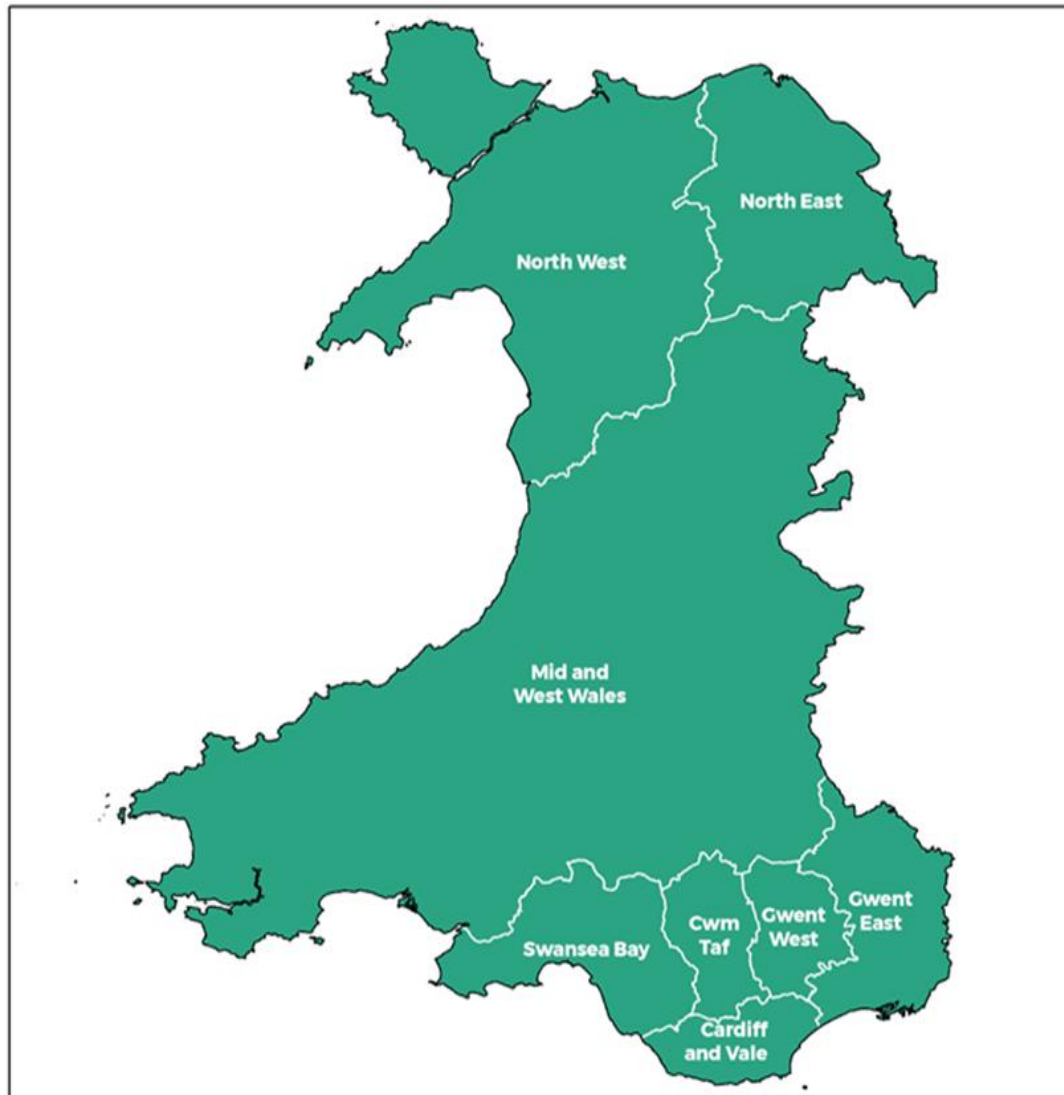 North East
North West
Mid and
West Wales
Gwent
East
Gwent
West
Cwm
Taf
Swansea Bay
Cardiff
and Vale